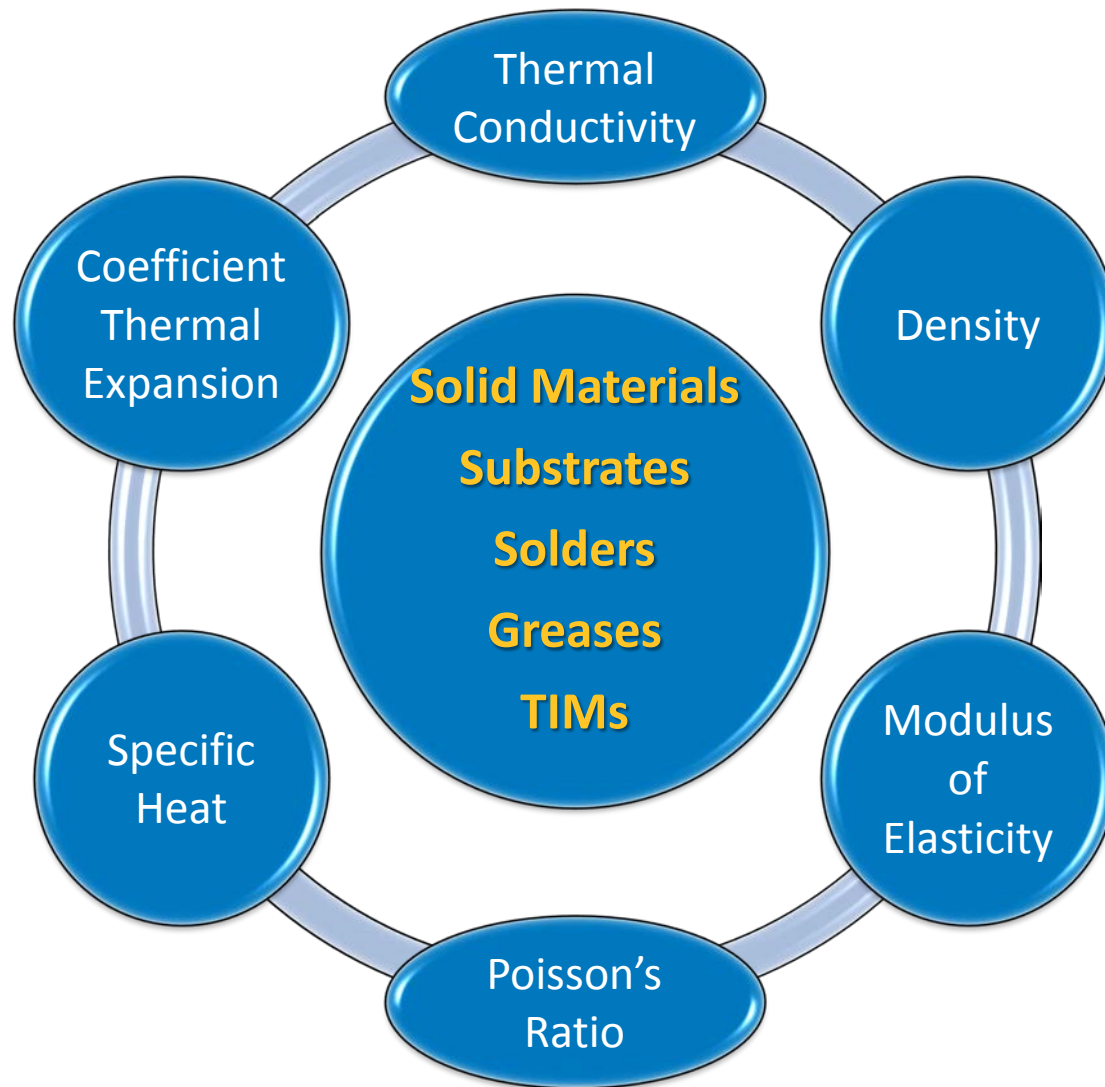 Thermal
Conductivity
Coefficient
Thermal
Expansion
Density
Solid Materials
Substrates
Solders
Greases
TIMs
Specific
Heat
Modulus
of
Elasticity
Poisson’s
Ratio